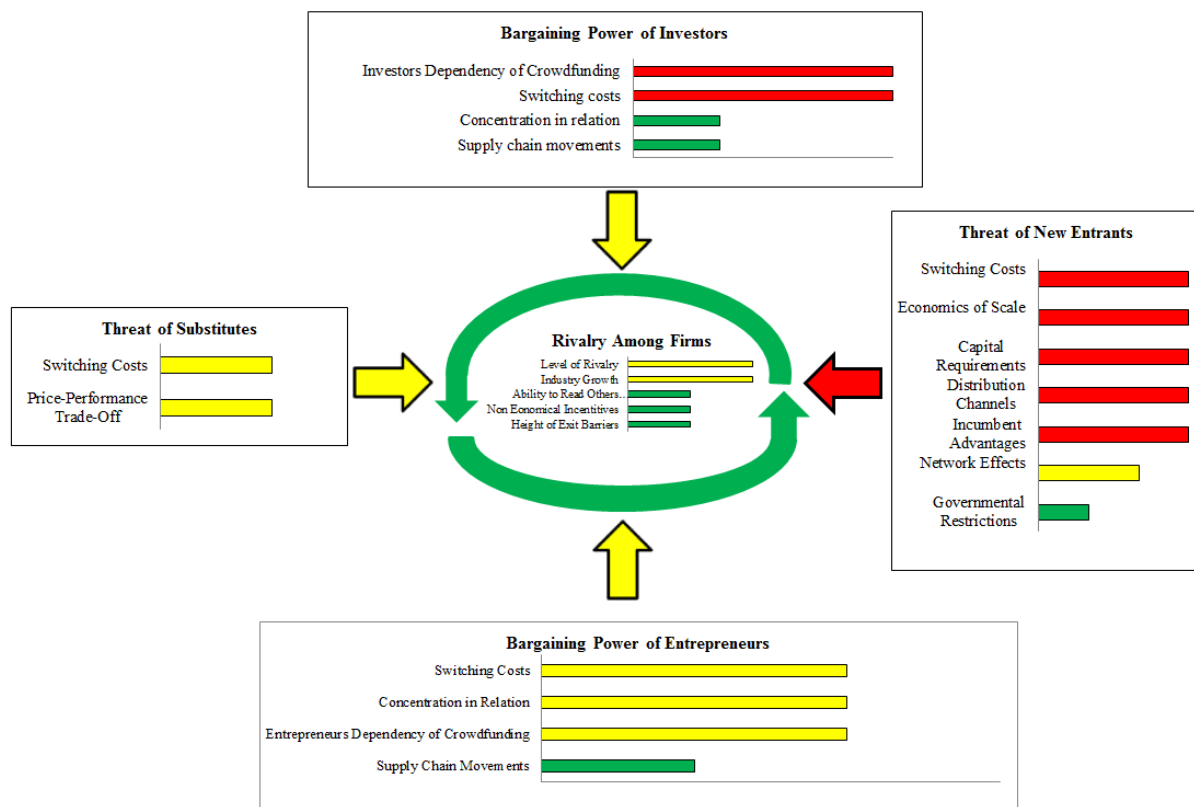 Bargaining Power of Investors
Investors Dependency of Crowdfunding
Switching costs
Concentration in relation
Supply chain movements
Threat of New Entrants
Switching Costs
Economics of Scale
Capital
Requirements
Distribution
Channels
Incumbent
Advantages
Network Effects
Governmental
Restrictions
Threat of Substitutes
Switching Costs
Price-Performance
Trade-Off
Rivalry Among Firms
Level of Rivalry
Industry Growth
Ability to Read Others...
Non Eonomical Incentitives
Height of Exit Barriers
Bargaining Power of Entrepreneurs
Switching Costs
Concentration in Relation
Entrepreneurs Dependency of Crowdfunding
Supply Chain Movements